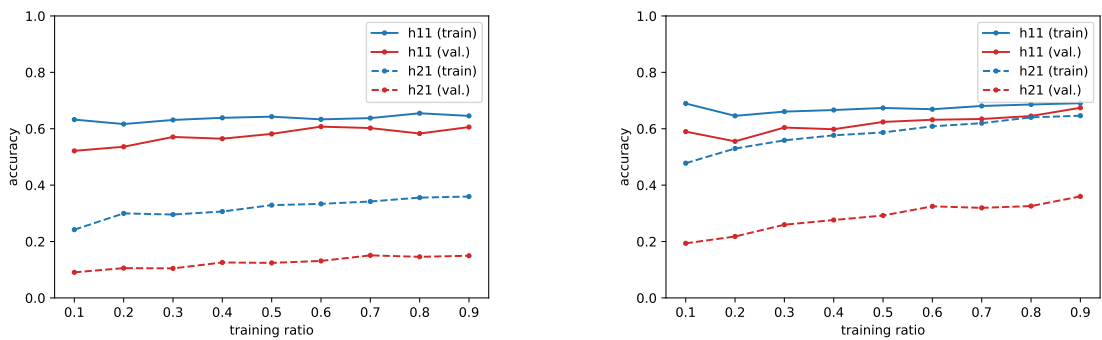 1.0
0.8
0.6
0.4
0.2
0.0
accuracy
0.1 0.2 0.3 0.4 0.5 0.6 0.7 0.8 0.9
training ratio
h11 (train)
h11 (val.)
h21 (train)
h21 (val.)
1.0
0.8
0.6
0.4
0.2
0.0
accuracy
0.1 0.2 0.3 0.4 0.5 0.6 0.7 0.8 0.9
training ratio
h11 (train)
h11 (val.)
h21 (train)
h21 (val.)